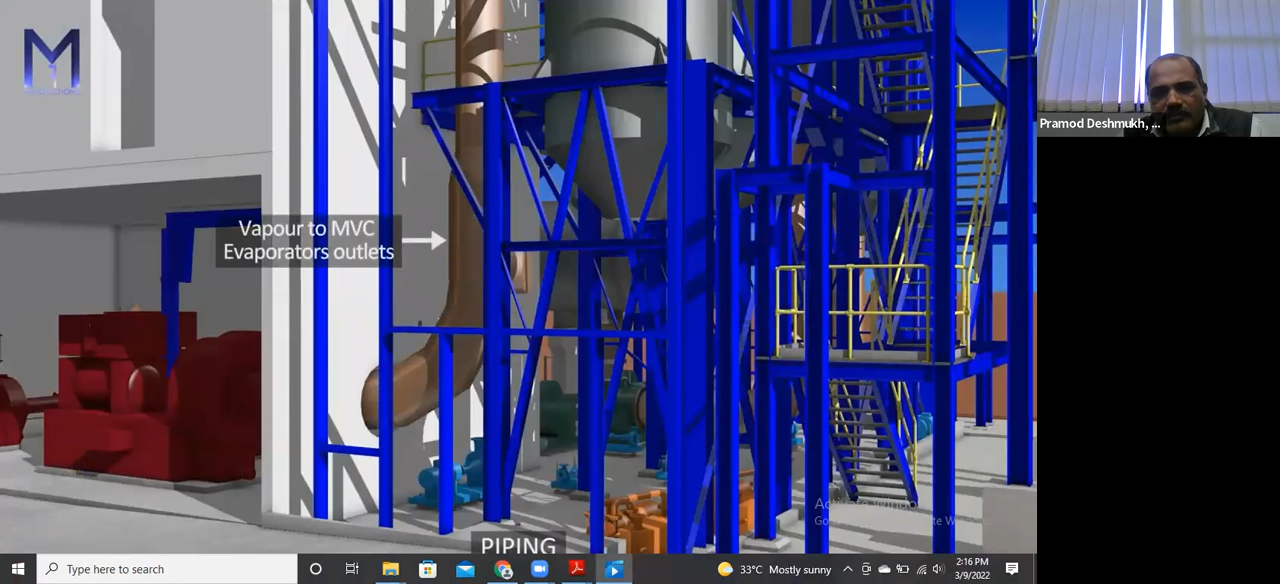 M
Pramod Deshmukh, ...
Vapour to MVC
Evaporators outlets
PIPING
Type here to search
33°C Mostly sunny
2:16 PM
3/9/2022